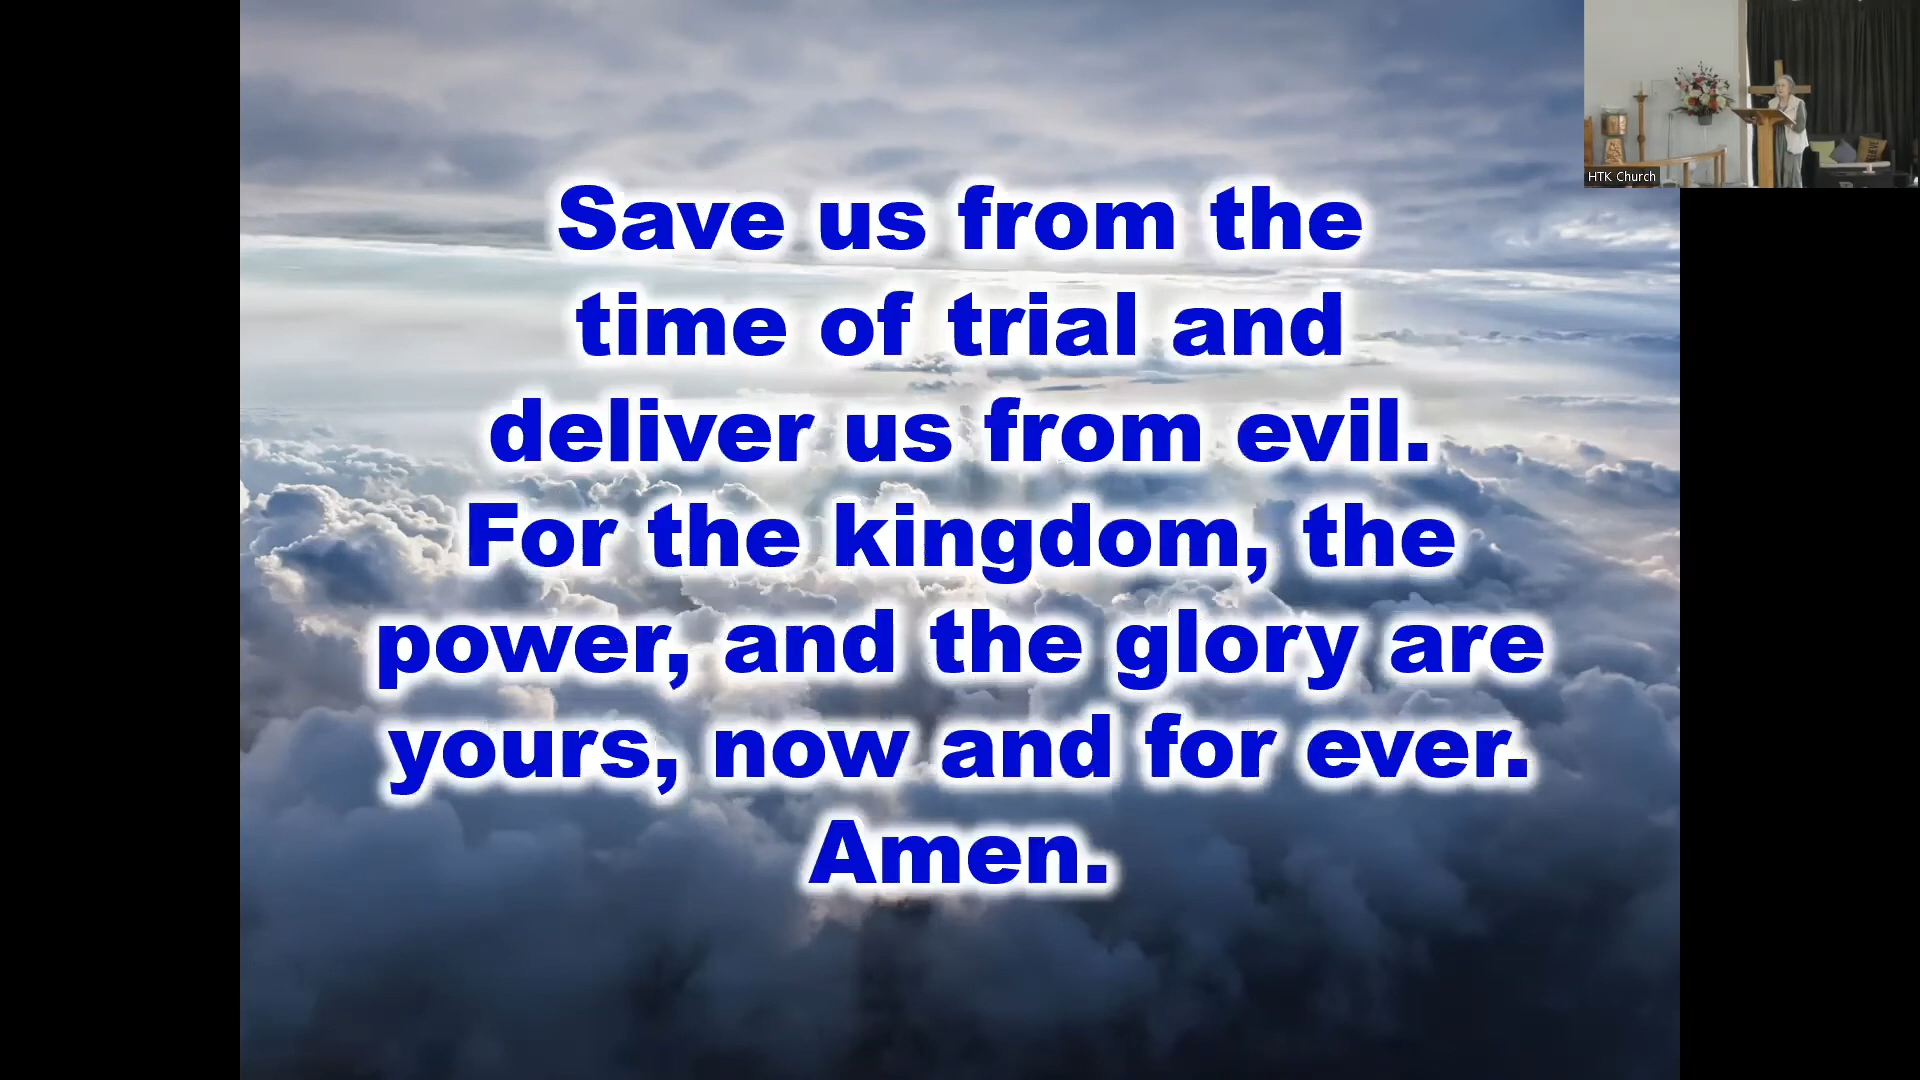 Save us from the
time of trial and
deliver us from evil.
For the kingdom, the
power, and the glory are
yours, now and for ever.
Amen.
HTK Church